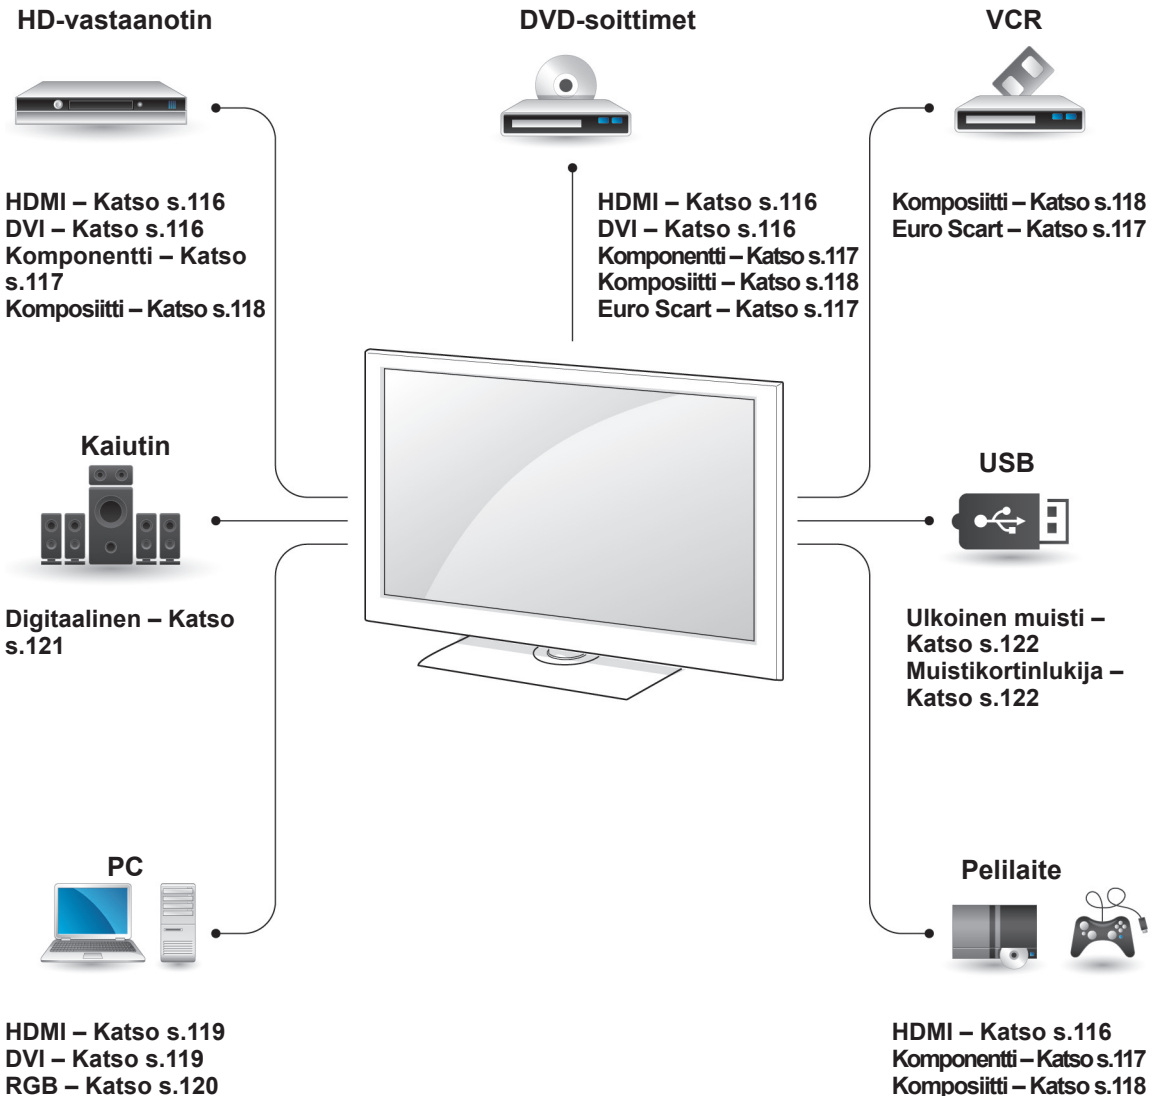 HD-vastaanotin
HDMI – Katso s.116
DVI – Katso s.116
Komponentti – Katso
s.117
Komposiitti – Katso s.118
DVD-soittimet
HDMI – Katso s.116
DVI – Katso s.116
Komponentti – Katso s.117
Komposiitti – Katso s.118
Euro Scart – Katso s.117
VCR
Komposiitti – Katso s.118
Euro Scart – Katso s.117
Kaiutin
Digitaalinen – Katso
s.121
USB
Ulkoinen muisti –
Katso s.122
Muistikortinlukija –
Katso s.122
PC
HDMI – Katso s.119
DVI – Katso s.119
RGB – Katso s.120
Pelilaite
HDMI – Katso s.116
Komponentti – Katso s.117
Komposiitti – Katso s.118